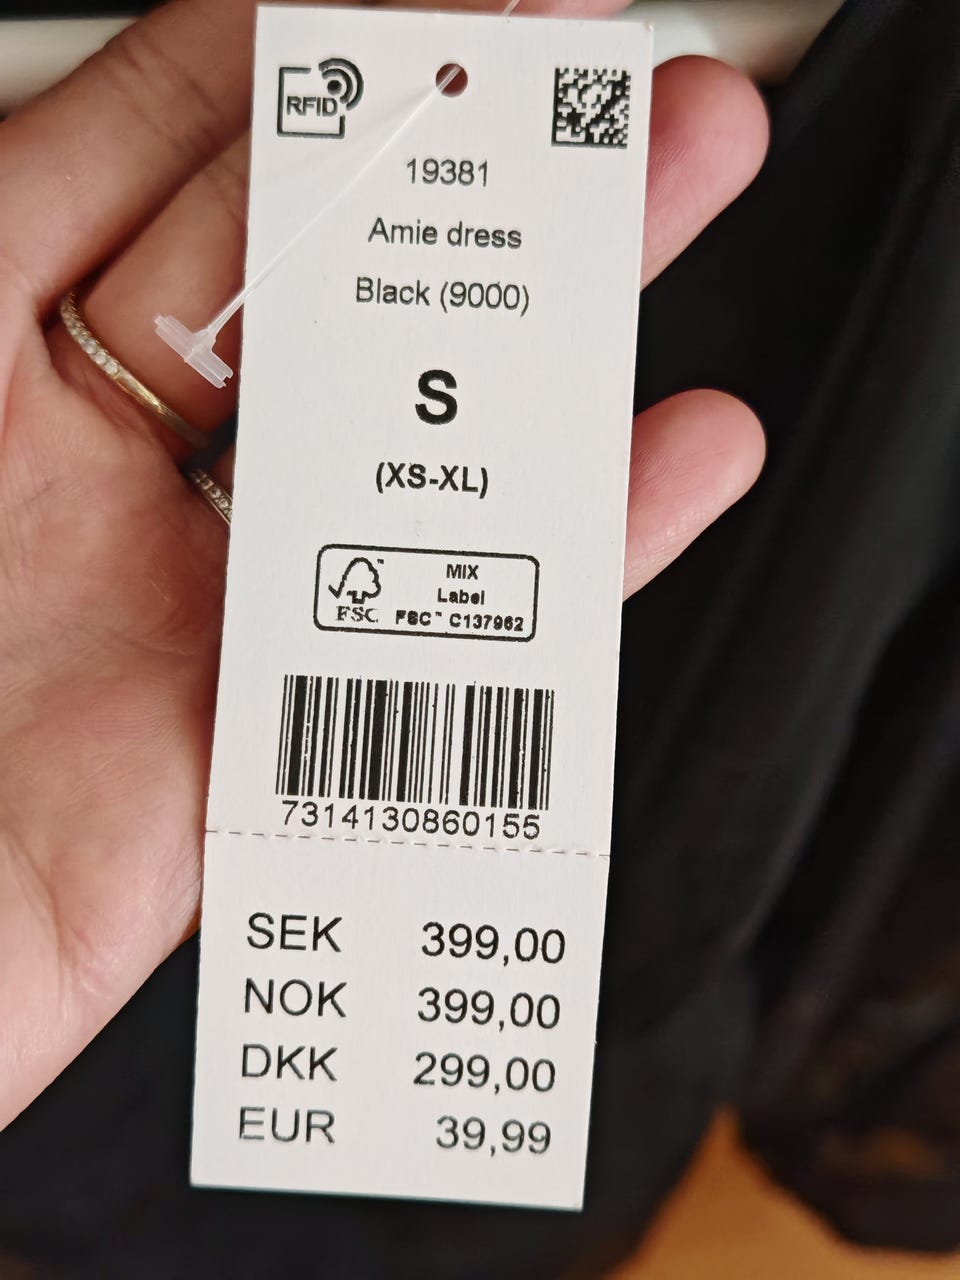 RFID
19381
Amie dress
Black (9000)
S
(XS-XL)
MIX
Label
FSC FSC™ C137962
7314130860155
SEK 399,00
NOK 399,00
DKK 299,00
EUR 39,99